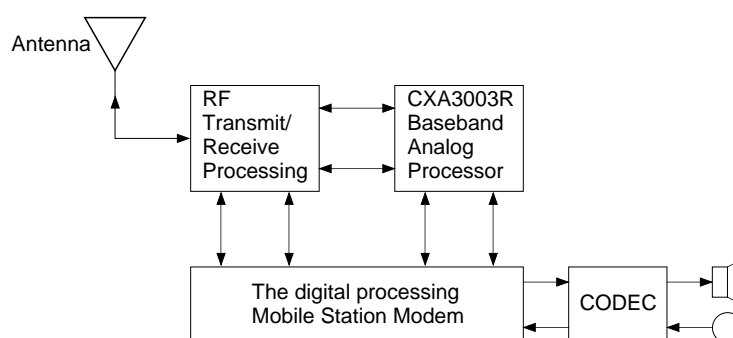 Antenna
RF
Transmit/
Receive
Processing
CXA3003R
Baseband
Analog
Processor
The digital processing
Mobile Station Modem
CODEC